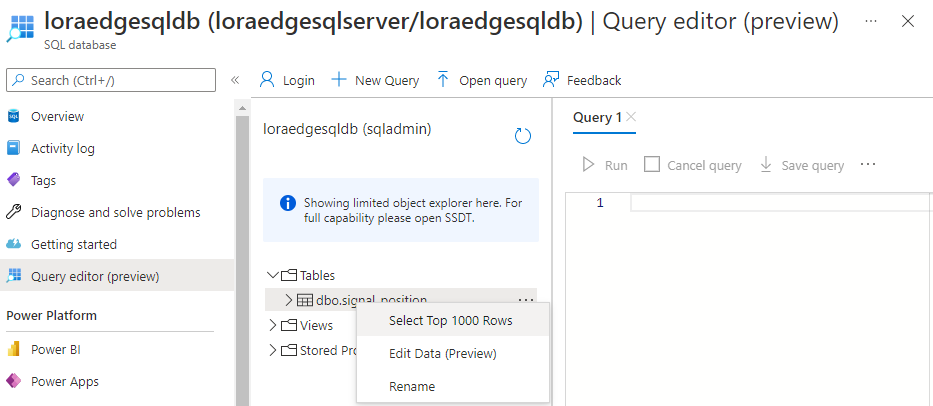 loraedgesqldb (loraedgesqlserver/loraedgesqldb) | Query editor (preview) ...
SQL database
Search (Ctrl+/)
Overview
Activity log
Tags
Diagnose and solve problems
Getting started
Query editor (preview)
Power Platform
Power BI
Power Apps
Login New Query Open query Feedback
loraedgesqldb (sqladmin)
Showing limited object explorer here. For
full capability please open SSDT.
Tables
dbo.signal_position ...
Views
Stored Pro
Select Top 1000 Rows
Edit Data (Preview)
Rename
Query 1
Run Cancel query Save query ...
1